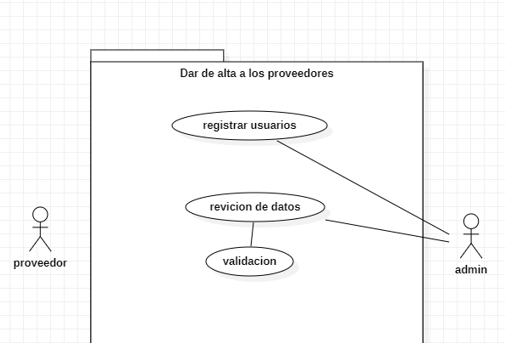 Dar de alta a los proveedores
registrar usuarios
revicion de datos
validacion
proveedor
admin